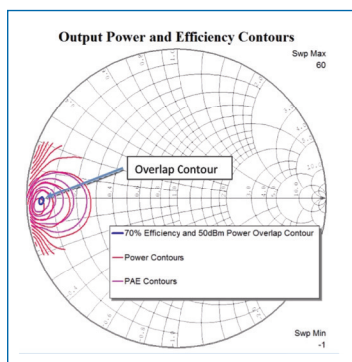 Output Power and Efficiency Contours
Swp Max
60
Overlap Contour
70% Efficiency and 50dBm Power Overlap Contour
Power Contours
PAE Contours
Swp Min
-1